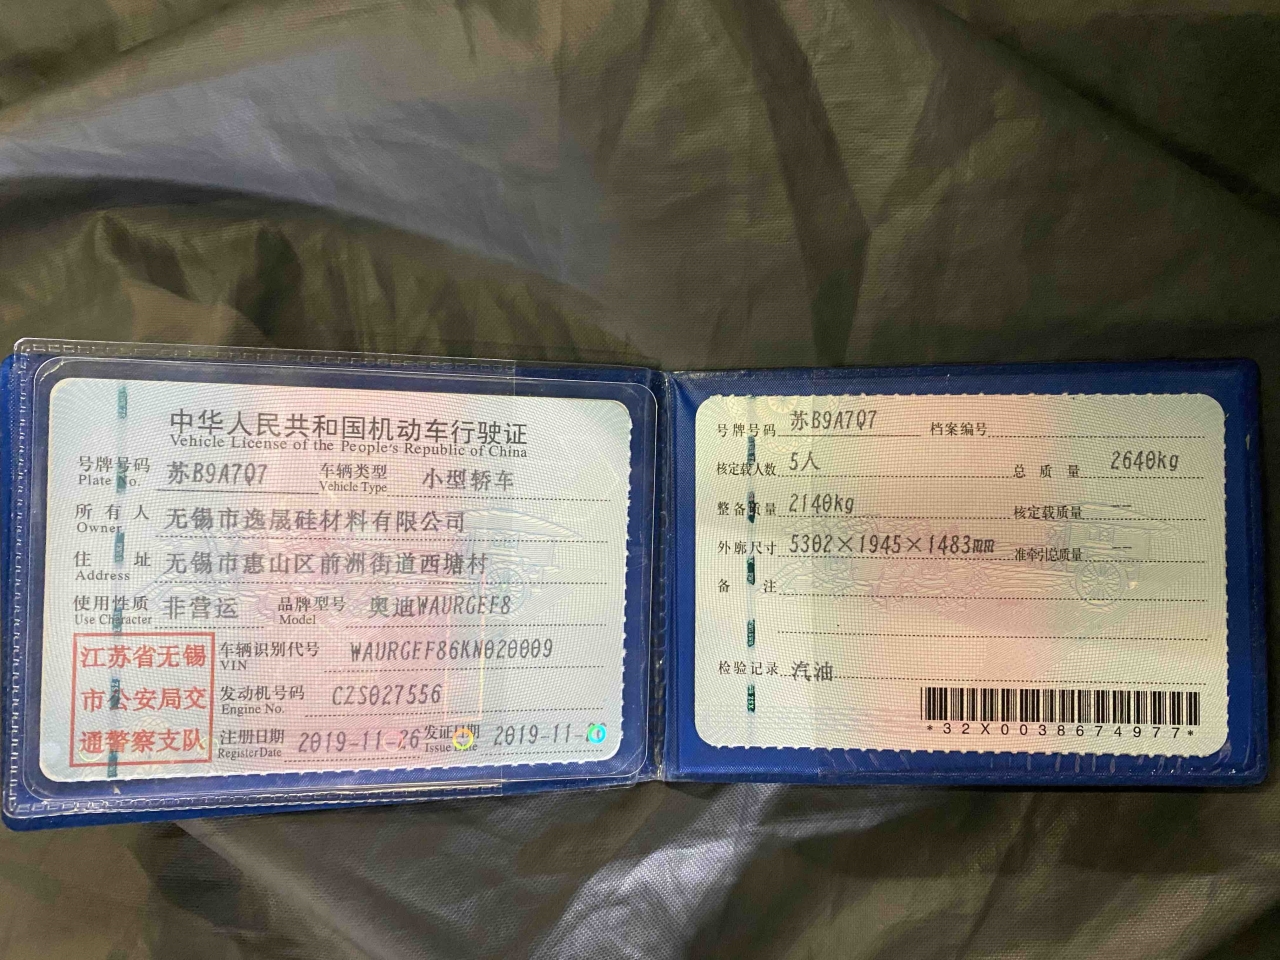 中华人民共和国机动车行驶证
Vehicle License of the People's Republic of China
号牌号码 苏B9A7Q7 车辆类型 小型轿车
Plate No. Vehicle Type
所有人 无锡市逸晟硅材料有限公司
Owner
住址 无锡市惠山区前洲街道西塘村
Address
使用性质 非营运 品牌型号 奥迪WAURGEF8
Use Character Model
江苏省无锡
市公安局交
通警察支队
车辆识别代号 WAURGEF86KN020009
VIN
发动机号码 CZS027556
Engine No.
注册日期 2019-11-26 发证日期 2019-11-26
Register Date Issue Date
号牌号码 苏B9A7Q7 档案编号
核定载人数 5人 总质量 2640kg
整备质量 2140kg 核定载质量 --
外廓尺寸 5302×1945×1483mm 准牵引总质量 --
备注
检验记录 汽油
*32X0038674977*